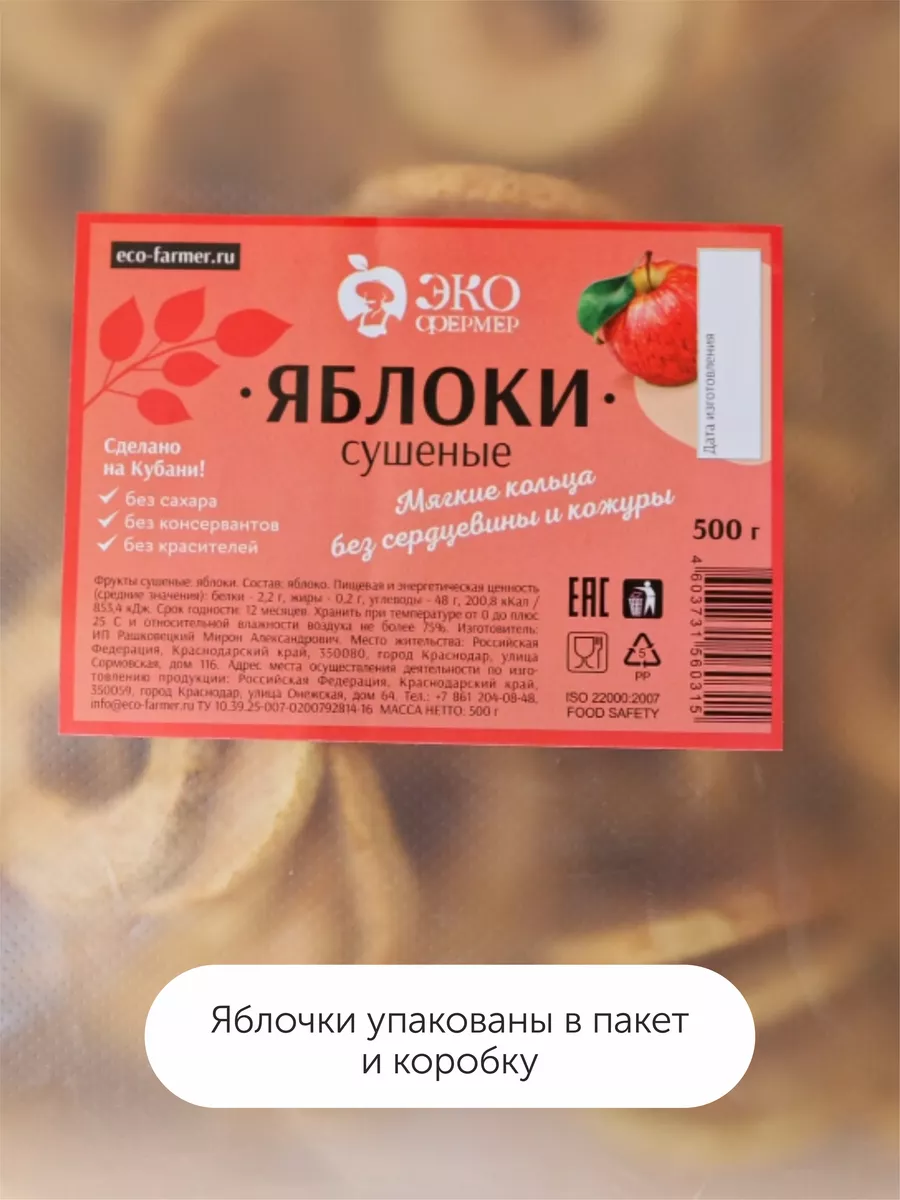 eco-farmer.ru
ЭКО
ФЕРМЕР
Дата изготовления
·ЯБЛОКИ·
сушеные
Мягкие кольца
без сердцевины и кожуры
Сделано
на Кубани!
без сахара
без консервантов
без красителей
500 г
Фрукты сушеные: яблоки. Состав: яблоко. Пищевая и энергетическая ценность
(средние значения): белки - 2,2 г, жиры - 0,2 г, углеводы - 48 г, 200,8 кКал /
853,4 кДж. Срок годности: 12 месяцев. Хранить при температуре от 0 до плюс
25 С и относительной влажности воздуха не более 75%. Изготовитель:
ИП Рашковецкий Мирон Александрович. Место жительства: Российская
Федерация, Краснодарский край, 350080, город Краснодар, улица
Сормовская, дом 116. Адрес места осуществления деятельности по изго-
товлению продукции: Российская Федерация, Краснодарский край,
350059, город Краснодар, улица Онежская, дом 64. Тел.: +7 861 204-08-48,
info@eco-farmer.ru ТУ 10.39.25-007-0200792814-16 МАССА НЕТТО: 500 г
EAC
5
PP
ISO 22000:2007
FOOD SAFETY
4603731560315
Яблочки упакованы в пакет
и коробку